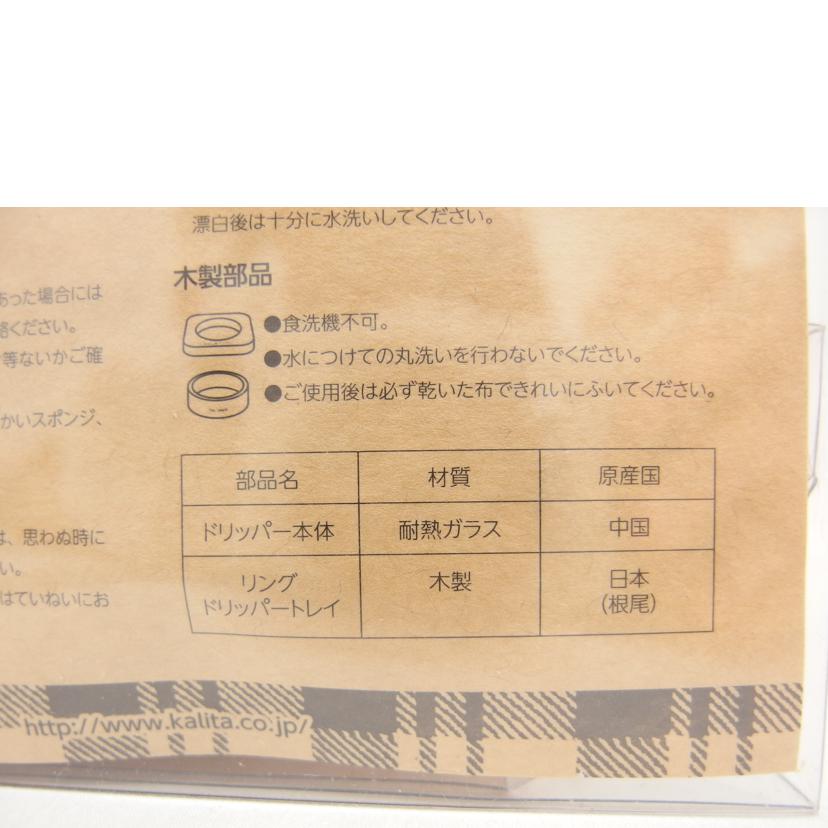 漂白後は十分に水洗いしてください。
あった場合には
絡ください。
等ないかご確
かいスポンジ、
は、思わぬ時に
い。
はていねいにお
木製部品
●食洗機不可。
●水につけての丸洗いを行わないでください。
●ご使用後は必ず乾いた布できれいにふいてください。
部品名 材質 原産国
ドリッパー本体 耐熱ガラス 中国
リング
ドリッパートレイ 木製 日本
(根尾)
http://www.kalita.co.jp/